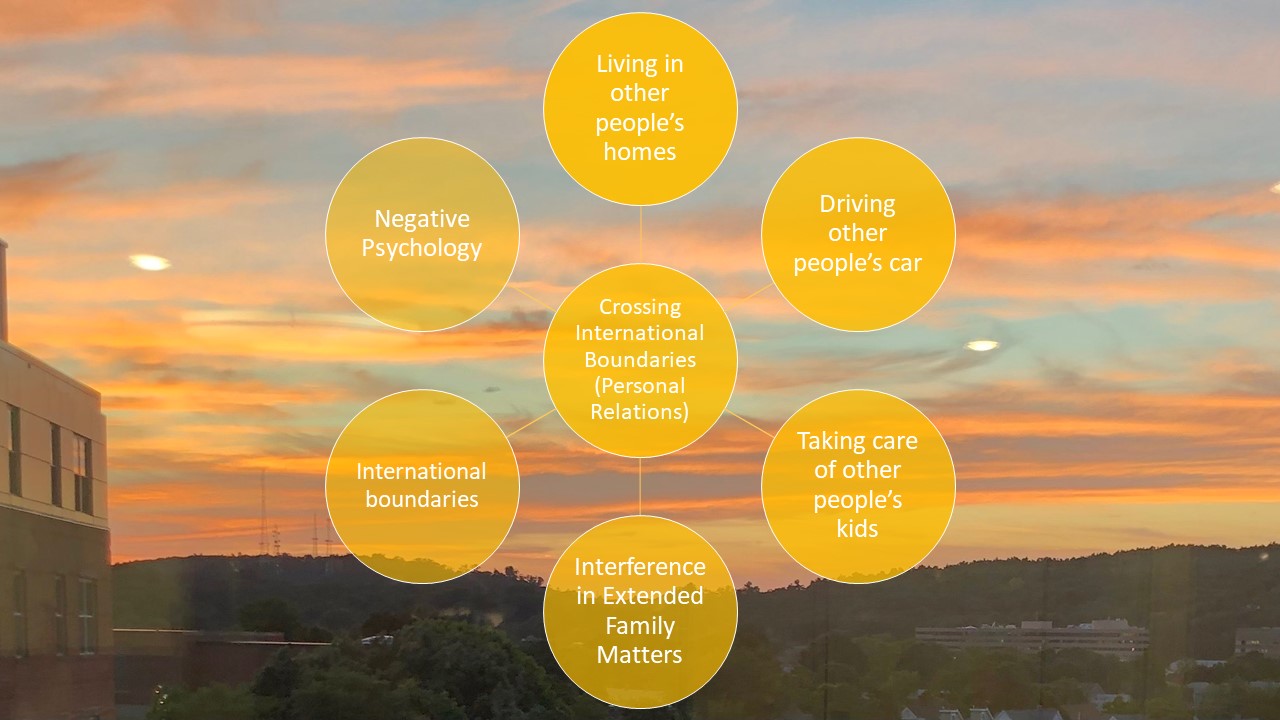 Living in
other
people's
homes
Driving
other
people's car
Taking care
of other
people's
kids
Interference
in Extended
Family
Matters
International
boundaries
Negative
Psychology
Crossing
International
Boundaries
(Personal
Relations)